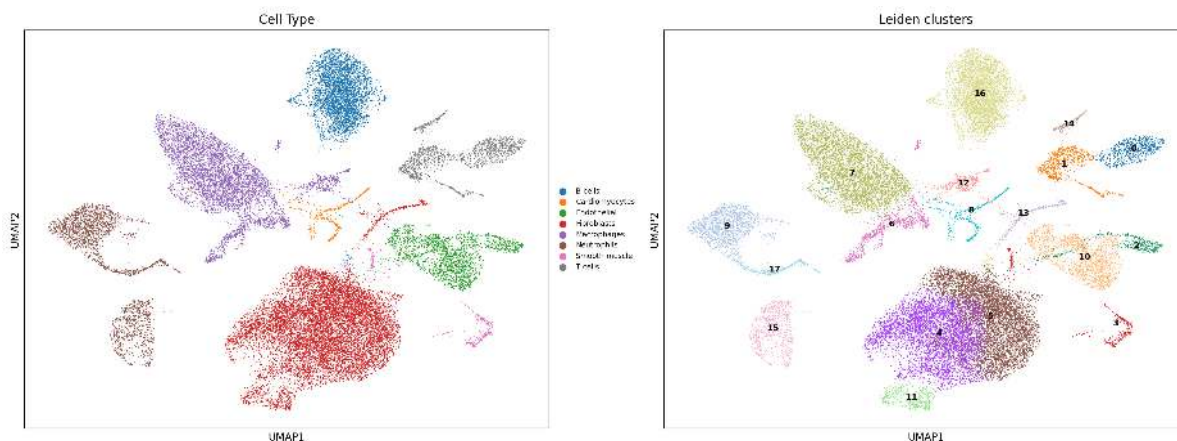 Cell Type
UMAP2
UMAP1
B cells
Cardiomyocytes
Endothelial
Fibroblasts
Macrophages
Neutrophils
Smooth muscle
T cells
Leiden clusters
UMAP2
UMAP1
16
14
0
1
7
12
8
13
6
9
2
10
17
3
5
4
15
11